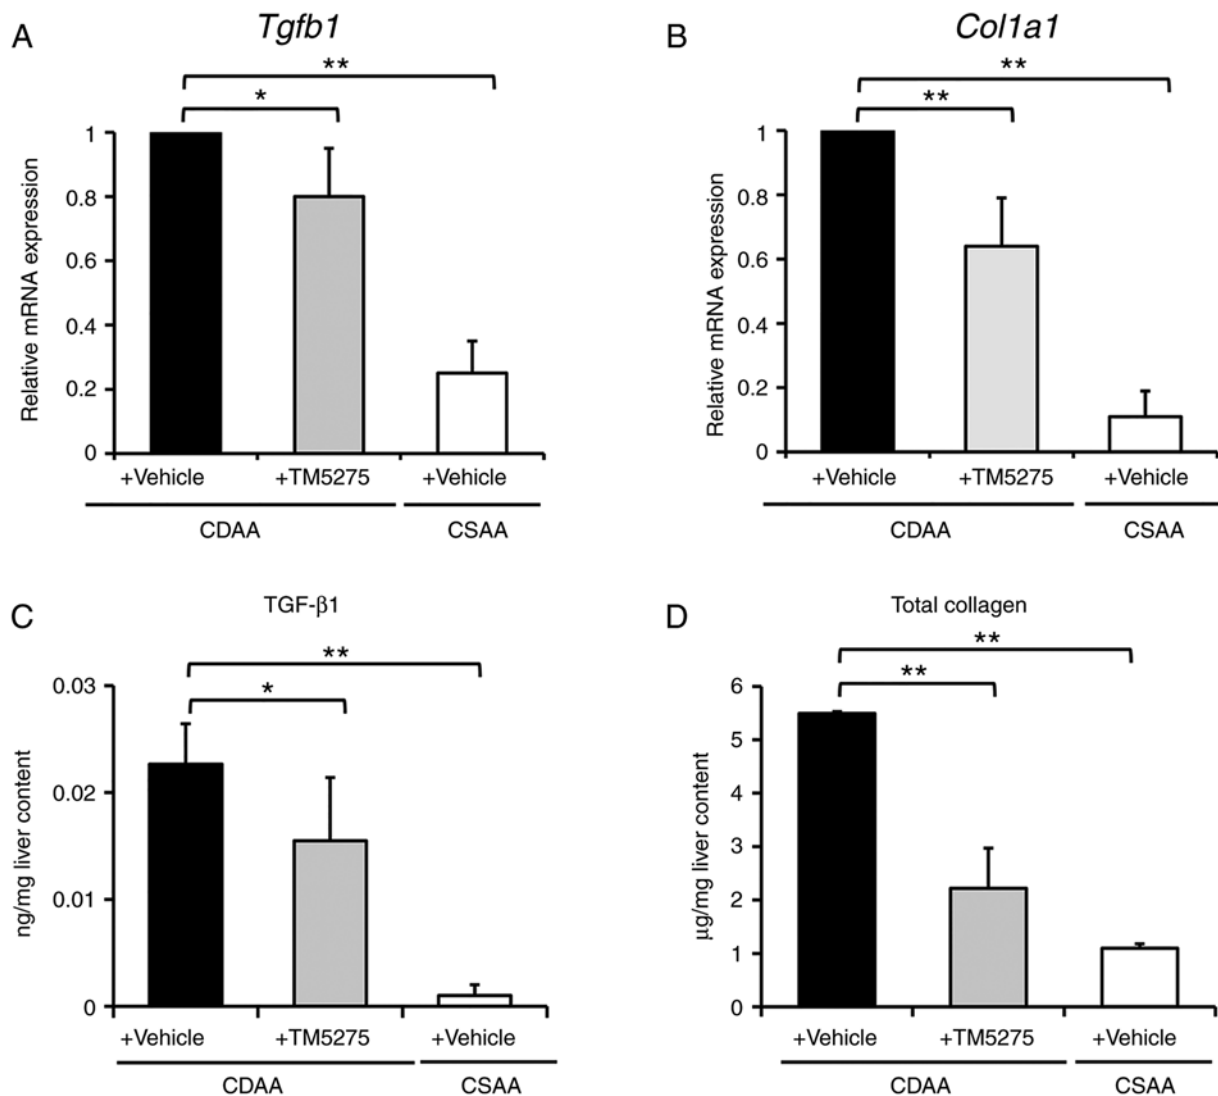 A
Tgfb1
**
*
1
0.8
0.6
0.4
0.2
0
Relative mRNA expression
+Vehicle +TM5275 +Vehicle
CDAA CSAA
B
Col1a1
**
**
1
0.8
0.6
0.4
0.2
0
Relative mRNA expression
+Vehicle +TM5275 +Vehicle
CDAA CSAA
C
TGF-β1
**
*
0.03
0.02
0.01
0
ng/mg liver content
+Vehicle +TM5275 +Vehicle
CDAA CSAA
D
Total collagen
**
**
6
5
4
3
2
1
0
μg/mg liver content
+Vehicle +TM5275 +Vehicle
CDAA CSAA